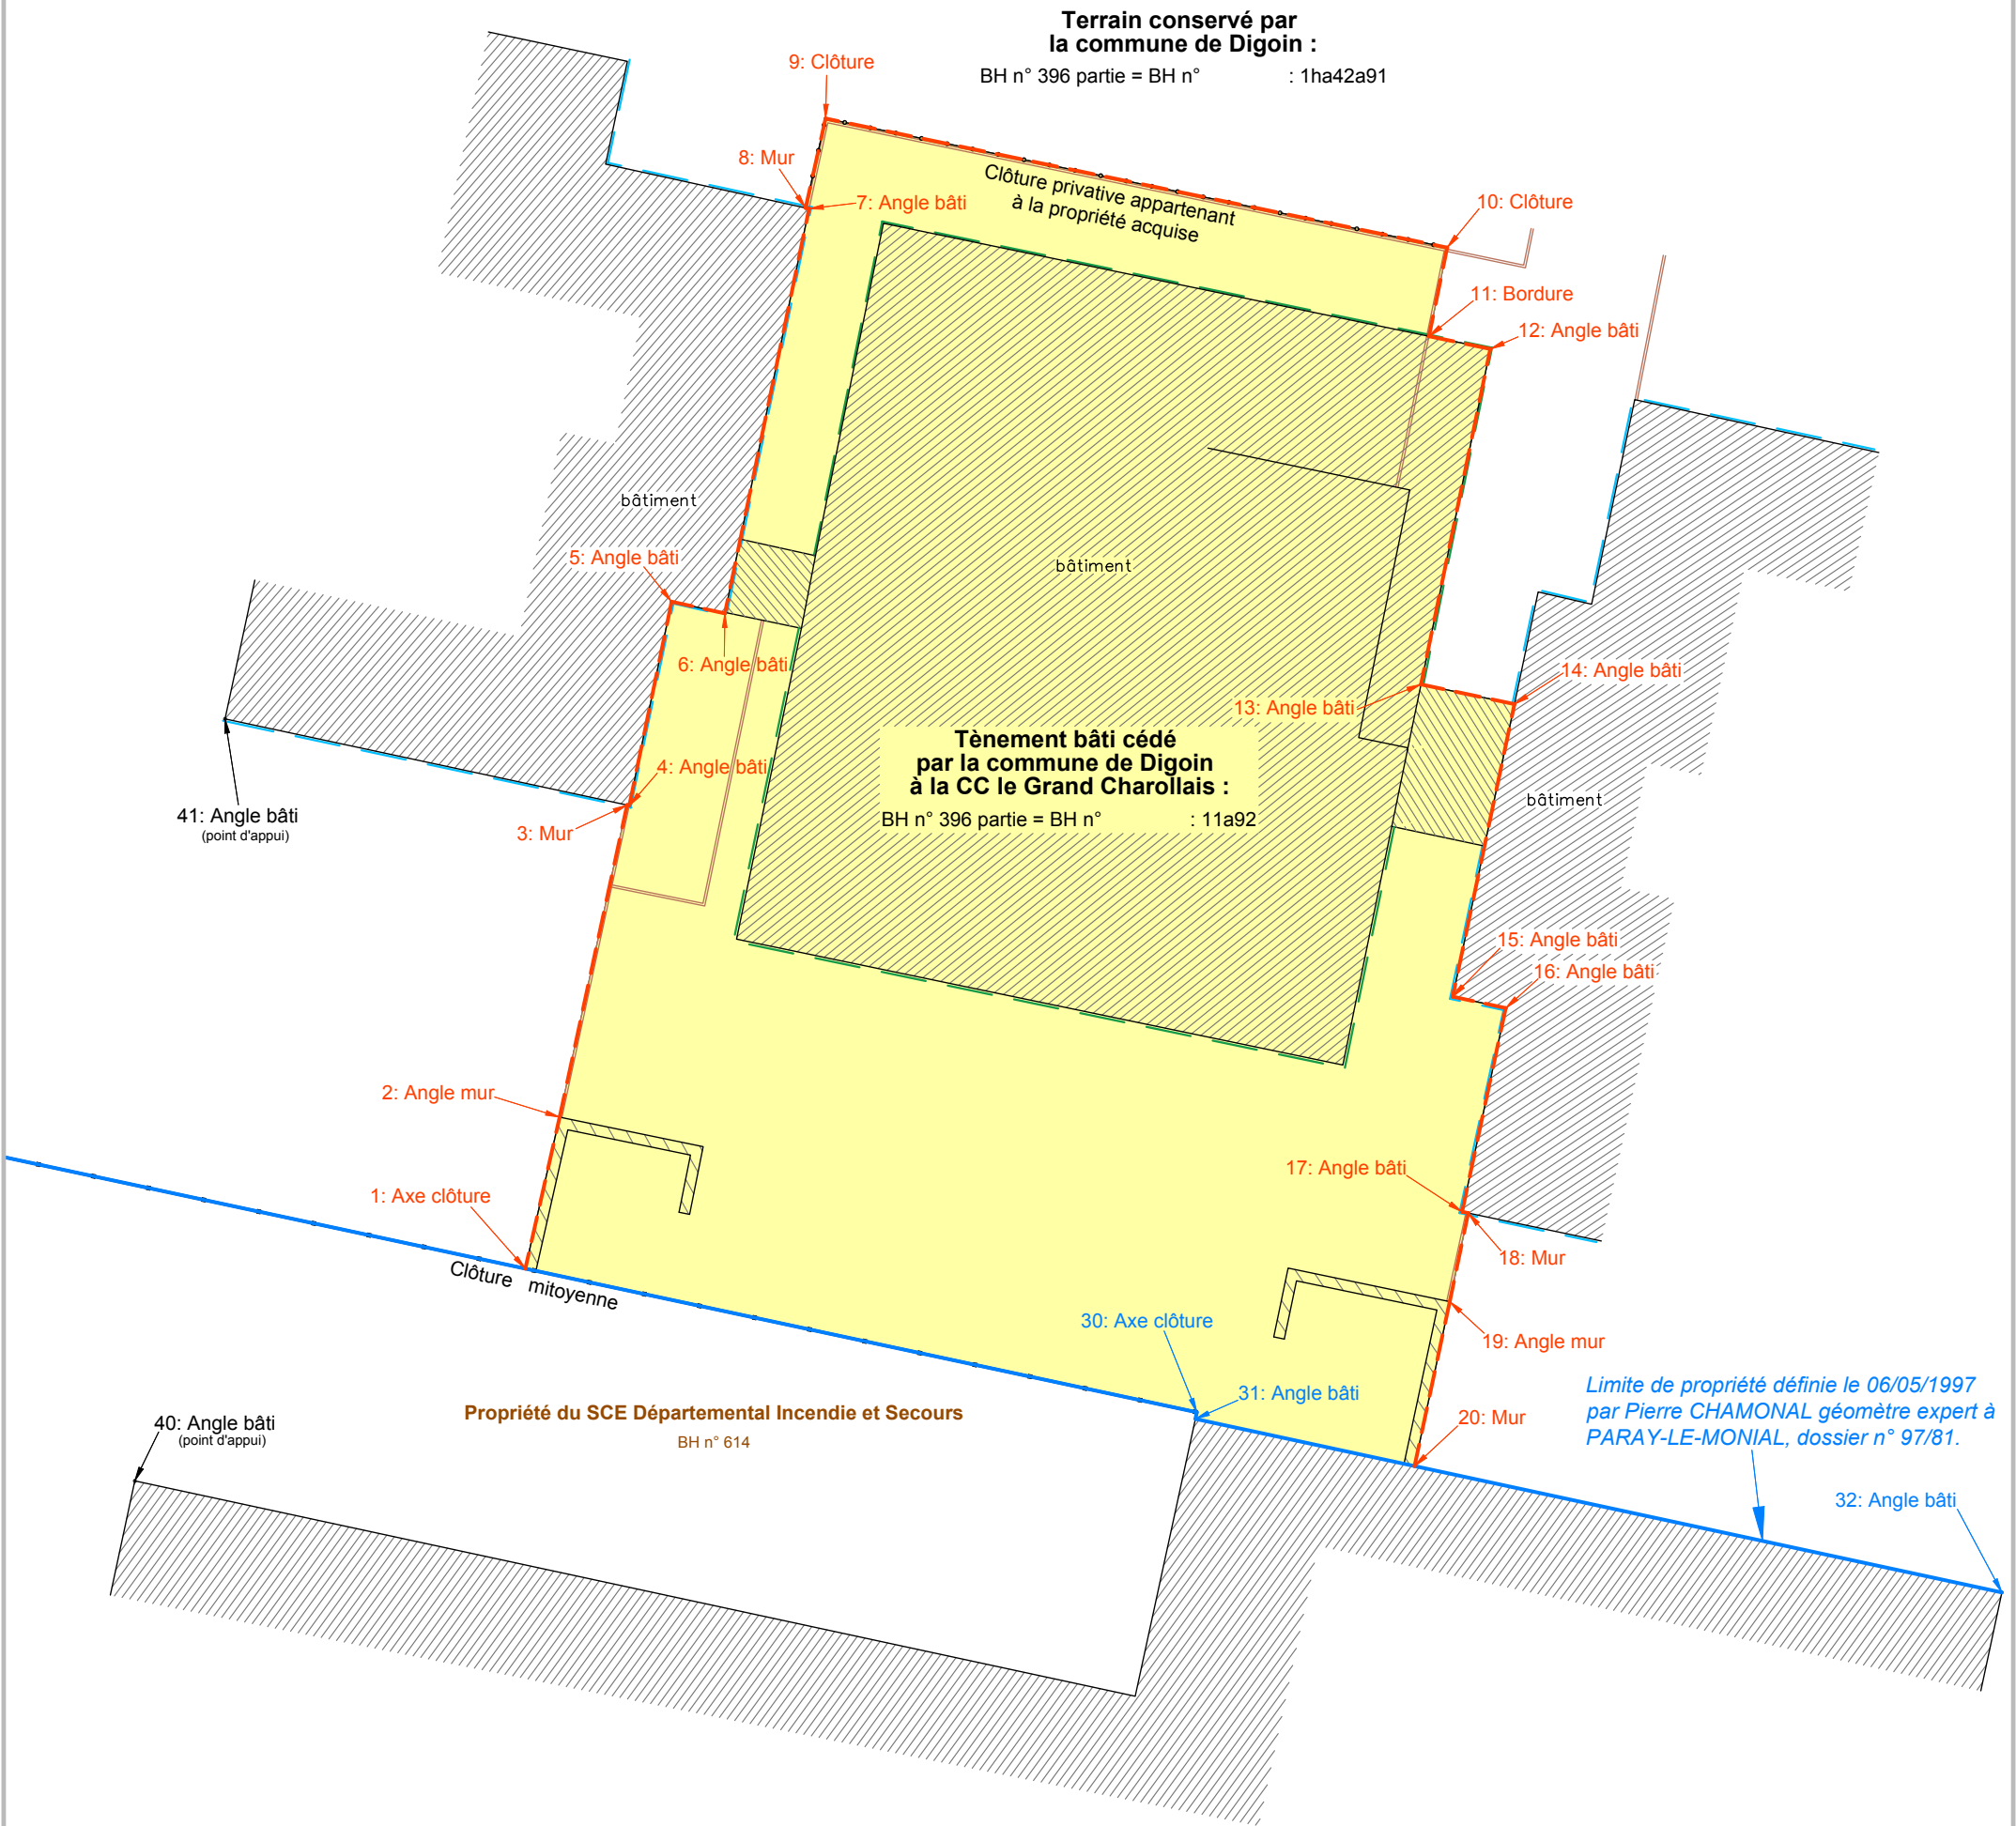 Terrain conservé par
la commune de Digoin :
BH n° 396 partie = BH n° : 1ha42a91
9: Clôture
8: Mur
7: Angle bâti
Clôture privative appartenant
à la propriété acquise
10: Clôture
11: Bordure
12: Angle bâti
bâtiment
5: Angle bâti
bâtiment
6: Angle bâti
14: Angle bâti
13: Angle bâti
Tènement bâti cédé
par la commune de Digoin
à la CC le Grand Charollais :
BH n° 396 partie = BH n° : 11a92
4: Angle bâti
bâtiment
41: Angle bâti
(point d'appui)
3: Mur
15: Angle bâti
16: Angle bâti
2: Angle mur
17: Angle bâti
1: Axe clôture
18: Mur
Clôture mitoyenne
30: Axe clôture
19: Angle mur
31: Angle bâti
Limite de propriété définie le 06/05/1997
par Pierre CHAMONAL géomètre expert à
PARAY-LE-MONIAL, dossier n° 97/81.
Propriété du SCE Départemental Incendie et Secours
BH n° 614
20: Mur
40: Angle bâti
(point d'appui)
32: Angle bâti